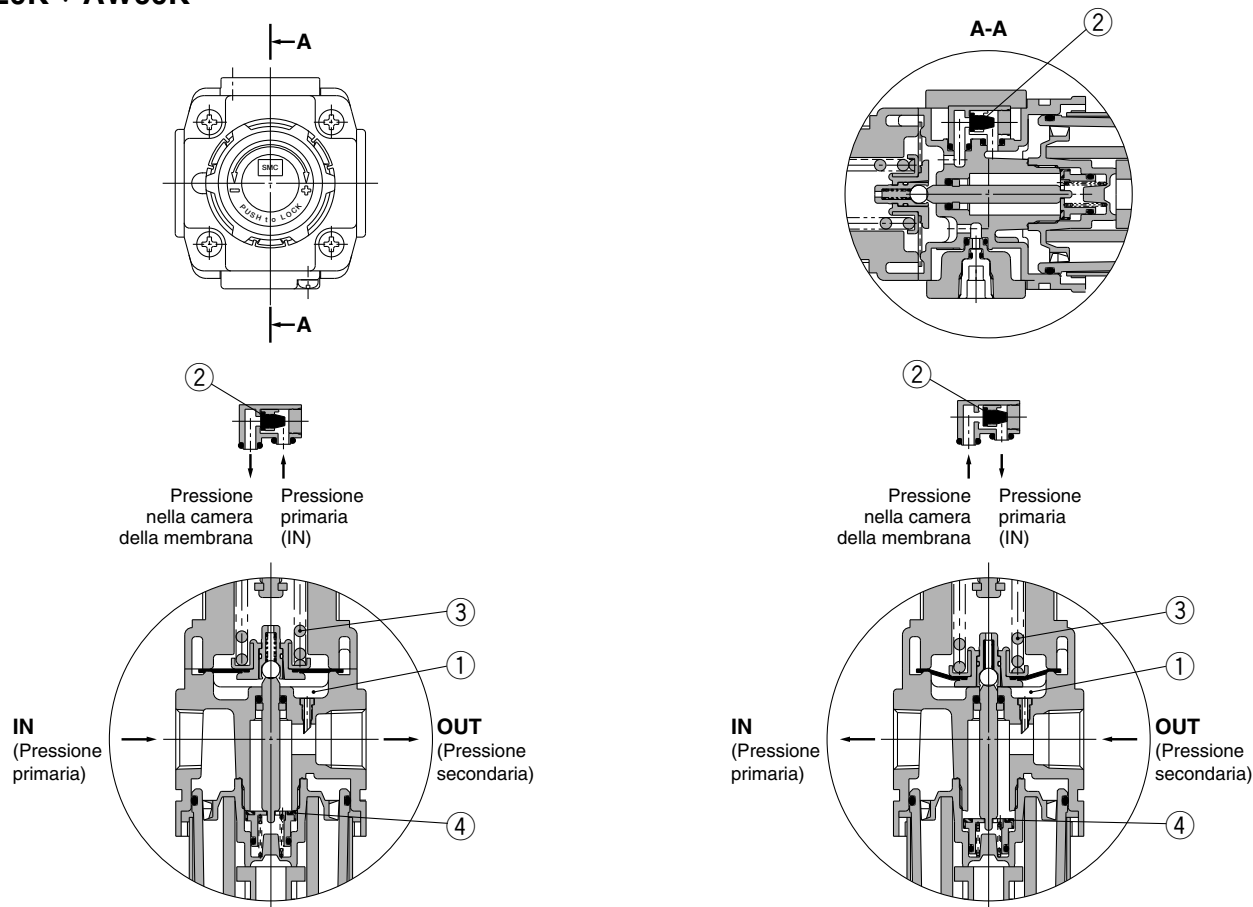 A
SMC
PUSH to LOCK
A
A-A
2
2
Pressione
nella camera
della membrana
Pressione
primaria
(IN)
2
Pressione
nella camera
della membrana
Pressione
primaria
(IN)
3
1
IN
(Pressione
primaria)
OUT
(Pressione
secondaria)
4
3
1
IN
(Pressione
primaria)
OUT
(Pressione
secondaria)
4